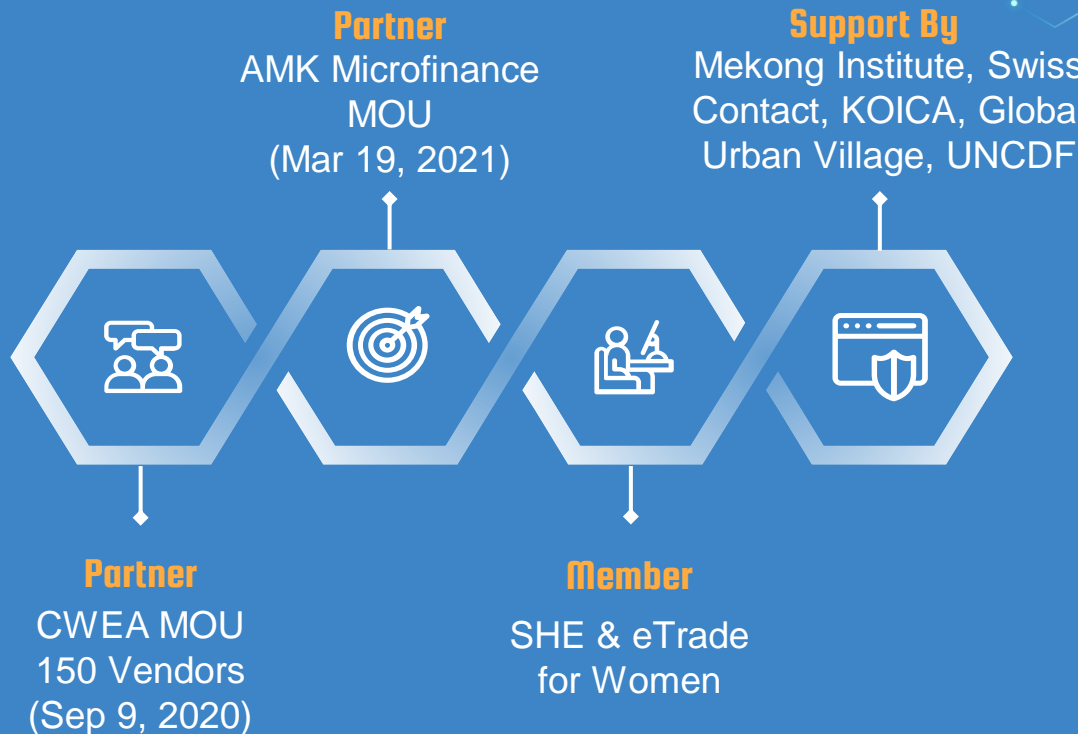 Partner
AMK Microfinance
MOU
(Mar 19, 2021)
Support By
Mekong Institute, Swiss
Contact, KOICA, Globa
Urban Village, UNCDF
Partner
CWEA MOU
150 Vendors
(Sep 9, 2020)
Member
SHE & eTrade
for Women